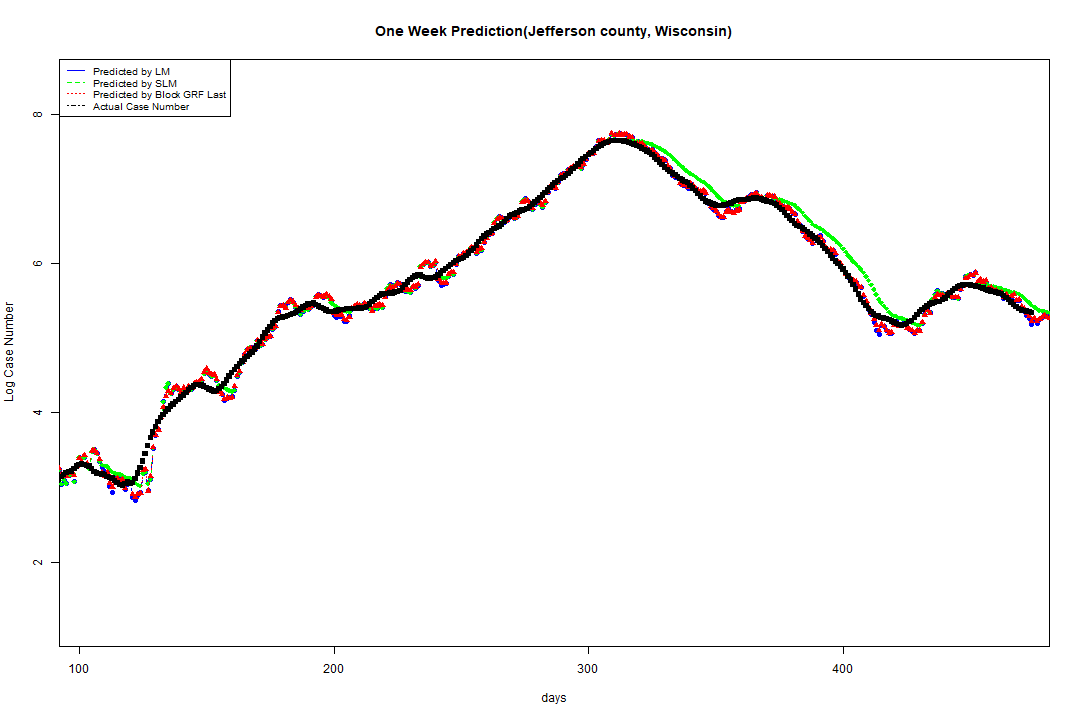 One Week Prediction(Jefferson county, Wisconsin)
Predicted by LM
Predicted by SLM
Predicted by Block GRF Last
Actual Case Number
8
6
4
2
Log Case Number
100 200 300 400
days